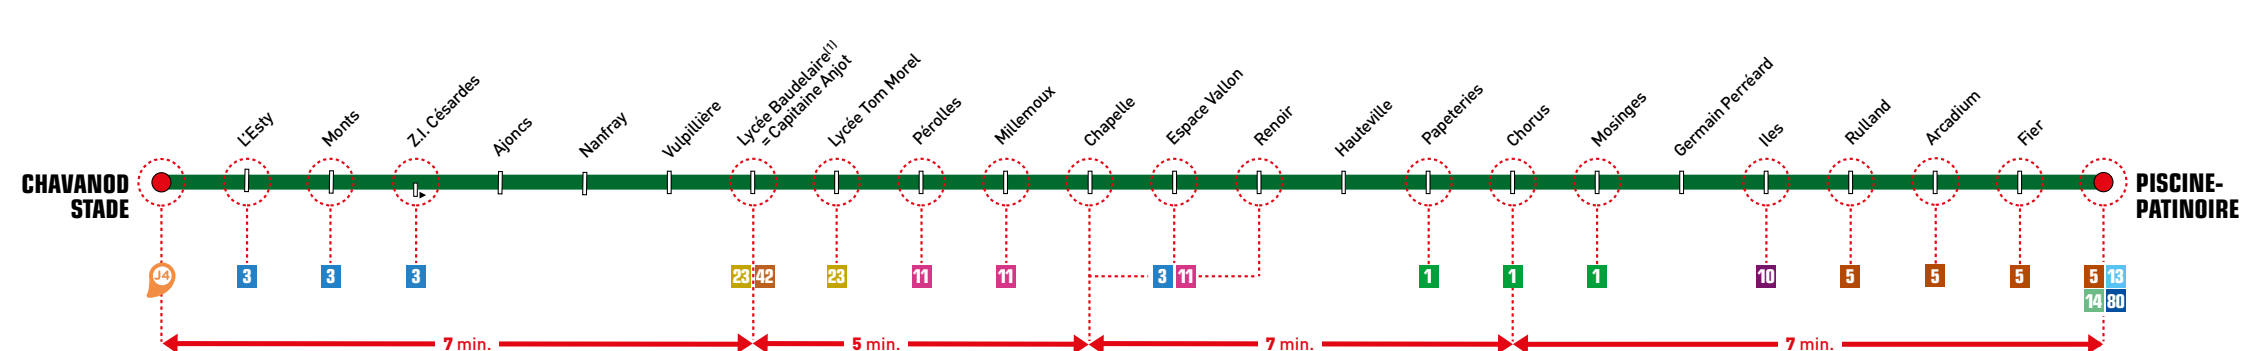 CHAVANOD
STADE
L'Esty
Monts
Z.I. Césardes
Ajoncs
Nanfray
Vulpillière
Lycée Baudelaire(1)
= Capitaine Anjot
Lycée Tom Morel
Pérolles
Millemoux
Chapelle
Espace Vallon
Renoir
Hauteville
Papeteries
Chorus
Mosinges
Germain Perréard
Iles
Rulland
Arcadium
Fier
PISCINE-
PATINOIRE
J4
3
3
3
23 42
23
11
11
3 11
1
1
1
10
5
5
5
5 13
14 80
7 min.
5 min.
7 min.
7 min.